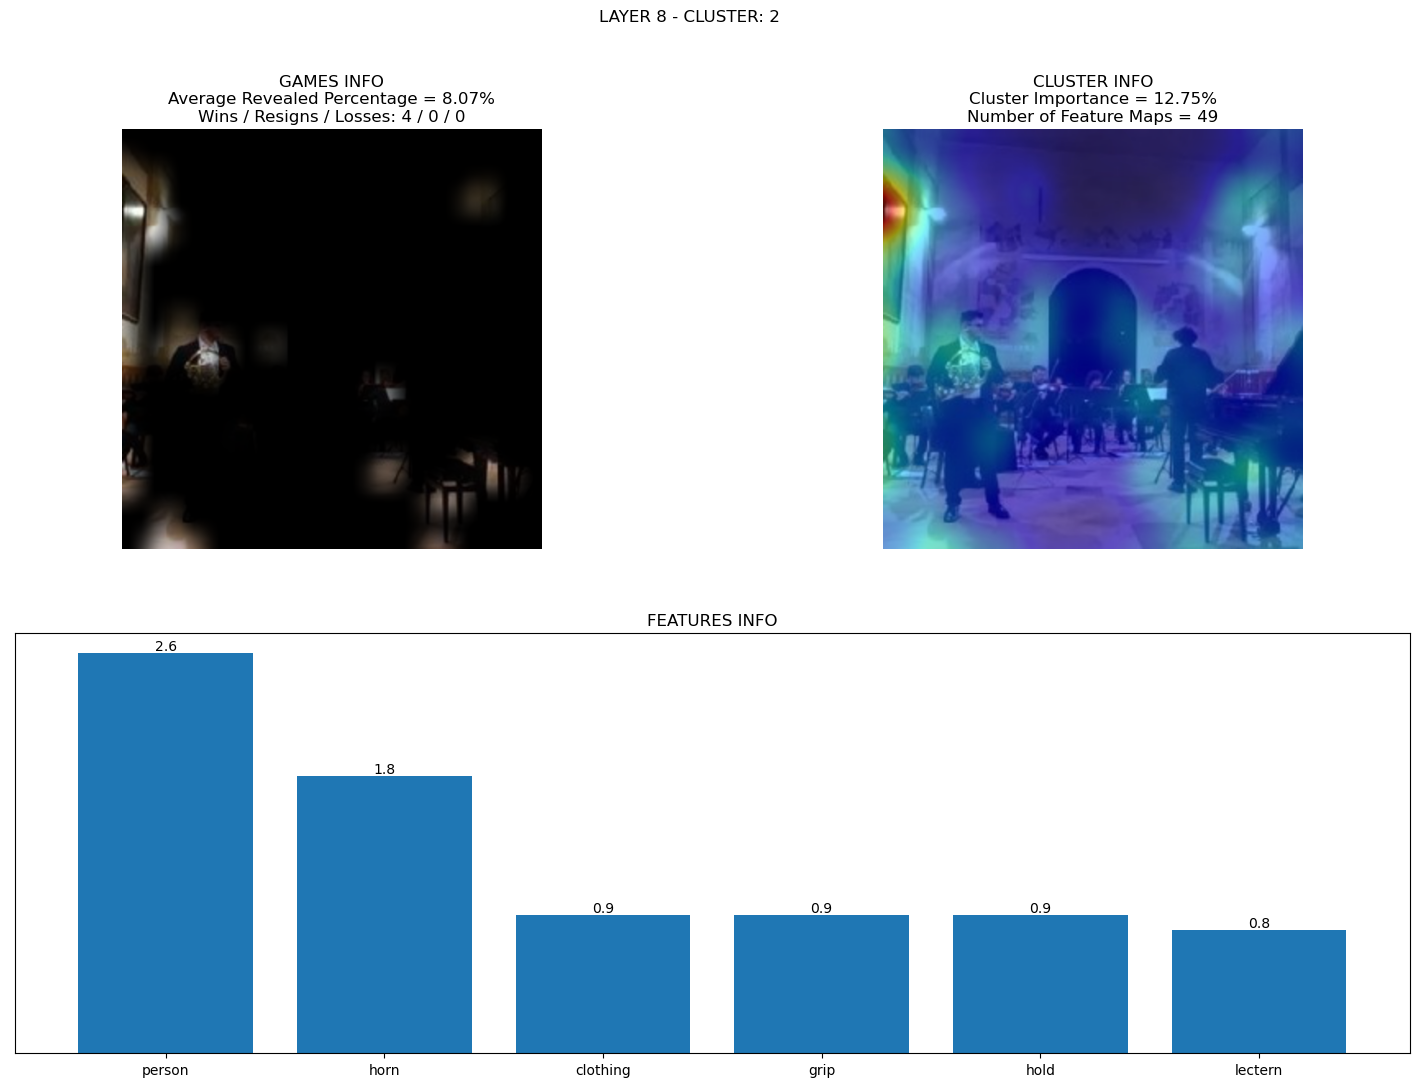 LAYER 8 - CLUSTER: 2
GAMES INFO
Average Revealed Percentage = 8.07%
Wins / Resigns / Losses: 4 / 0 / 0
CLUSTER INFO
Cluster Importance = 12.75%
Number of Feature Maps = 49
FEATURES INFO
2.6
1.8
0.9
0.9
0.9
0.8
person
horn
clothing
grip
hold
lectern